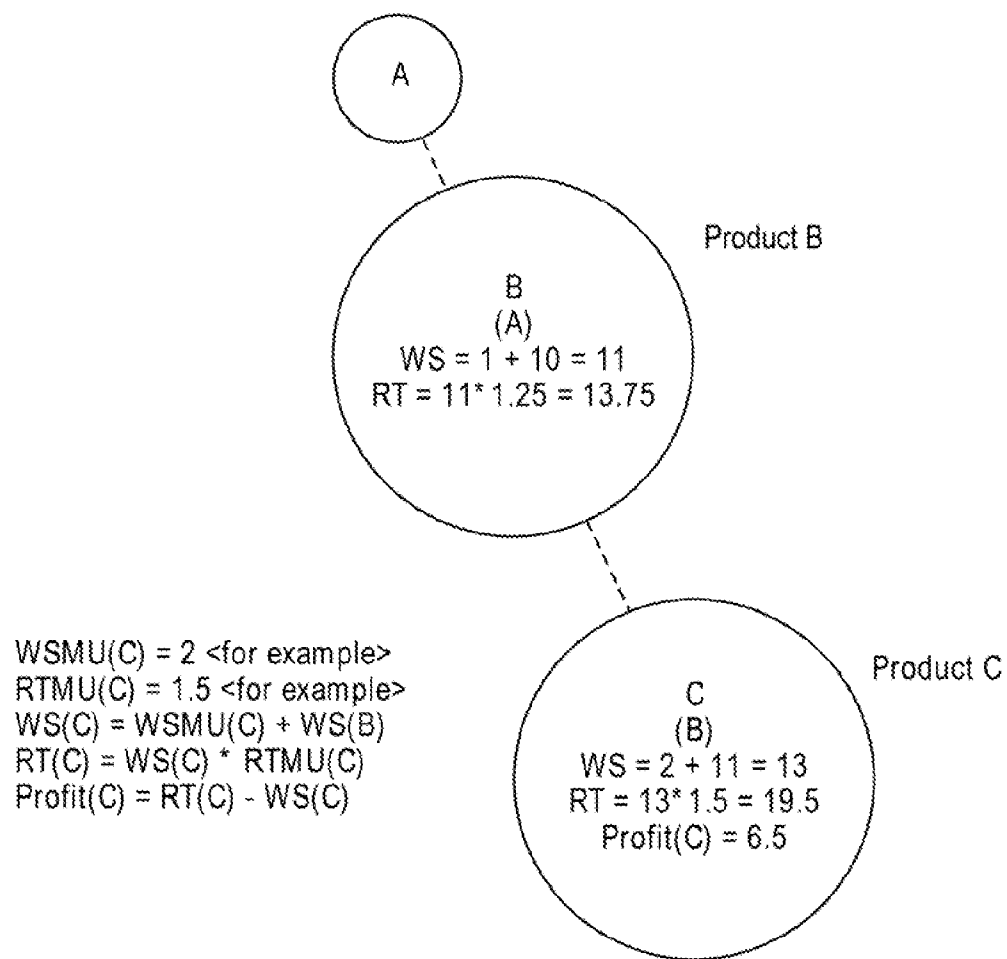 A
Product B
B
(A)
WS = 1 + 10 = 11
RT = 11* 1.25 = 13.75
WSMU(C) = 2 <for example>
RTMU(C) = 1.5 <for example>
WS(C) = WSMU(C) + WS(B)
RT(C) = WS(C) * RTMU(C)
Profit(C) = RT(C) - WS(C)
Product C
C
(B)
WS = 2 + 11 = 13
RT = 13* 1.5 = 19.5
Profit(C) = 6.5